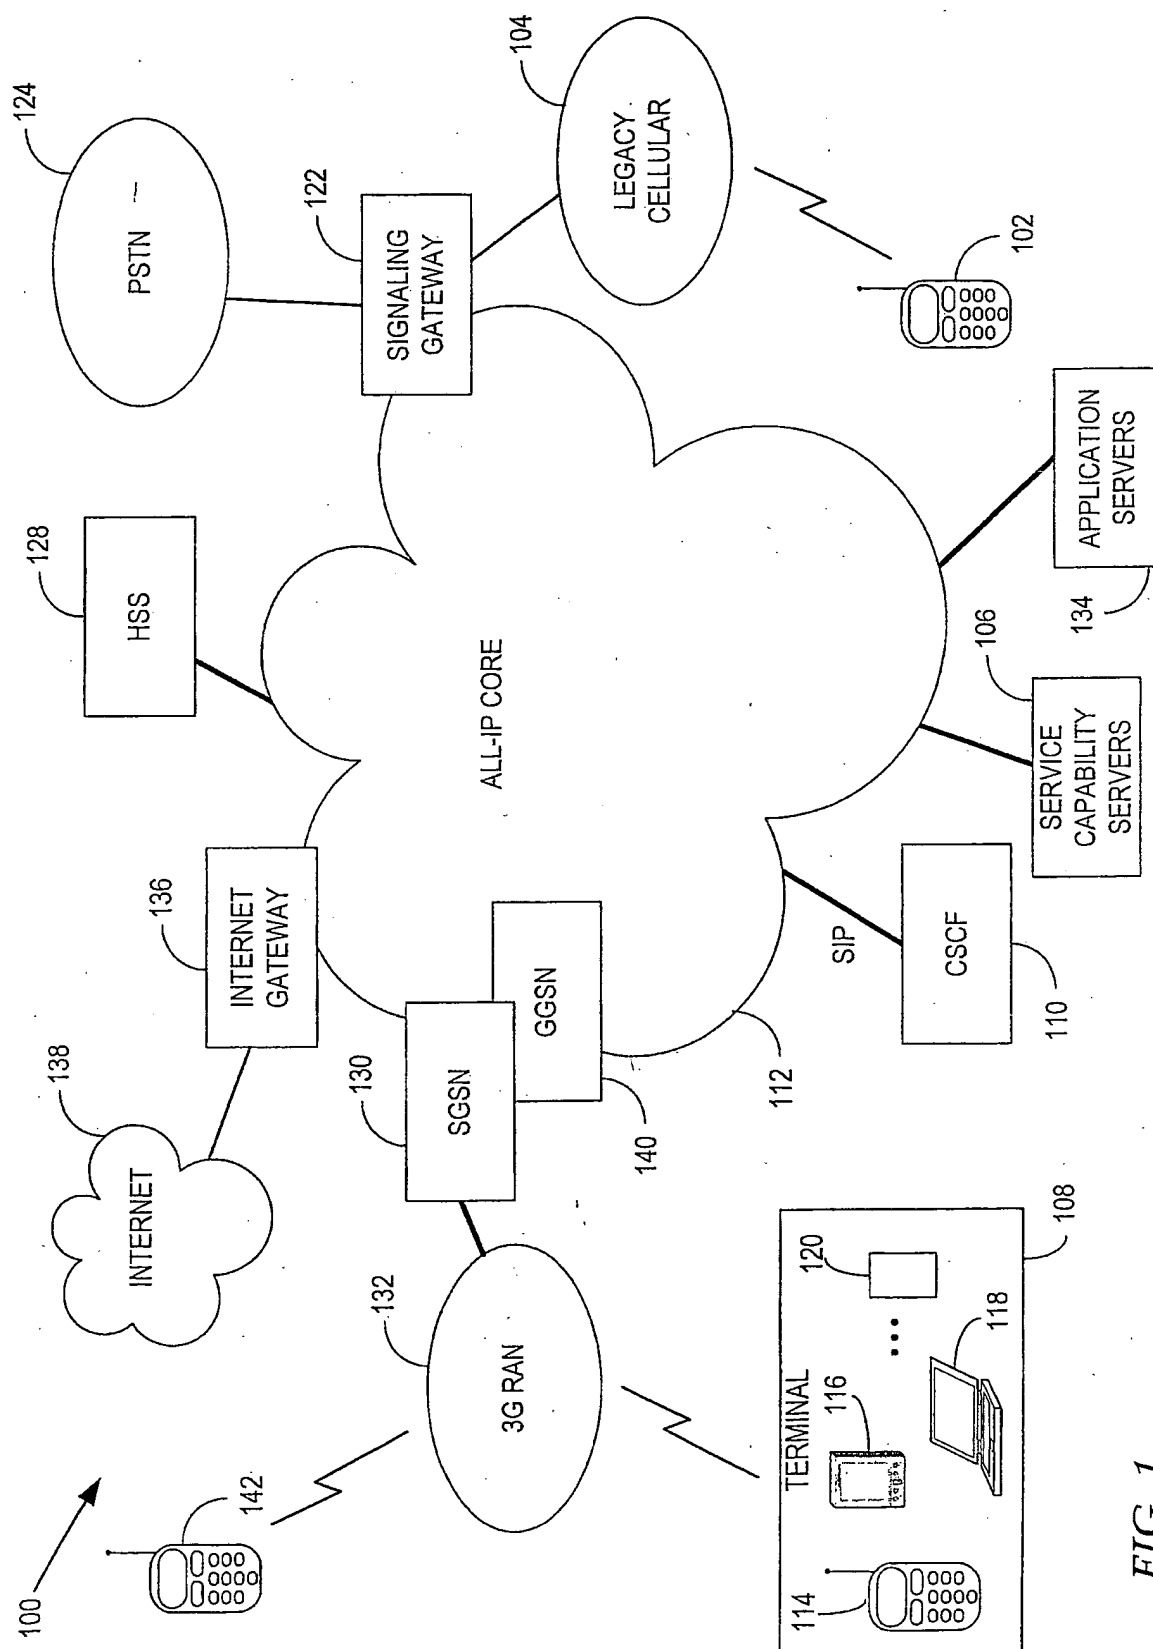 100
142
INTERNET
138
INTERNET
GATEWAY
136
HSS
128
PSTN
124
SIGNALING
GATEWAY
122
LEGACY
CELLULAR
104
102
3G RAN
132
SGSN
130
GGSN
140
ALL-IP CORE
112
SIP
CSCF
110
SERVICE
CAPABILITY
SERVERS
106
APPLICATION
SERVERS
134
TERMINAL
114
116
118
120
108
FIG. 1